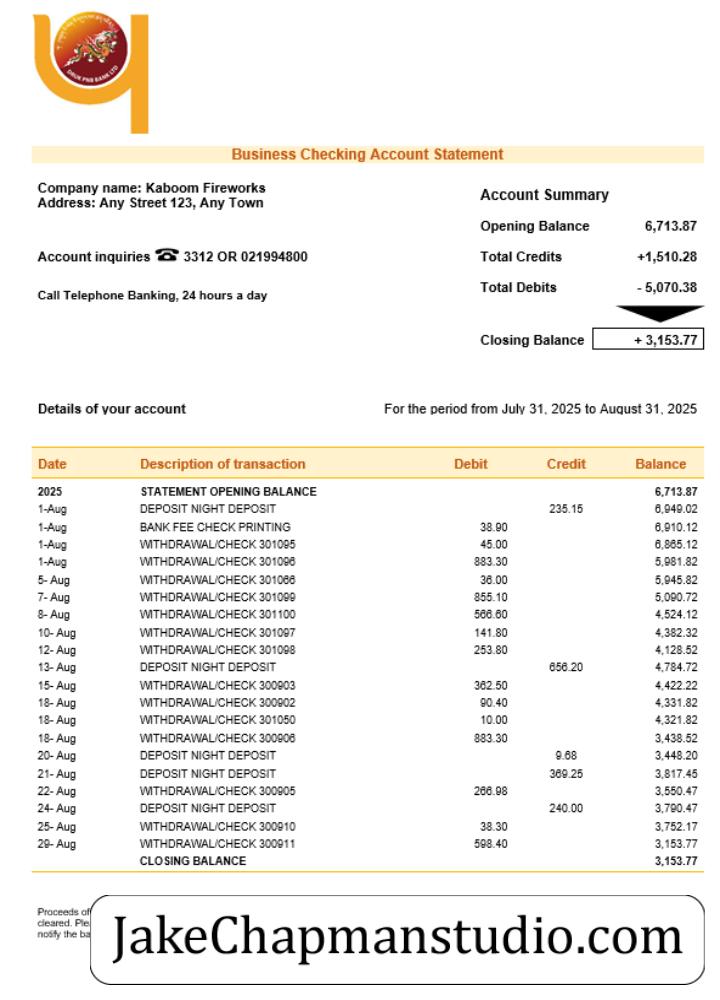 DRUK PNB BANK LTD
Business Checking Account Statement
Company name: Kaboom Fireworks
Address: Any Street 123, Any Town
Account inquiries ☎ 3312 OR 021994800
Call Telephone Banking, 24 hours a day
Account Summary
Opening Balance 6,713.87
Total Credits +1,510.28
Total Debits - 5,070.38
Closing Balance + 3,153.77
Details of your account For the period from July 31, 2025 to August 31, 2025
Date Description of transaction Debit Credit Balance
2025 STATEMENT OPENING BALANCE 6,713.87
1-Aug DEPOSIT NIGHT DEPOSIT 235.15 6,949.02
1-Aug BANK FEE CHECK PRINTING 38.90 6,910.12
1-Aug WITHDRAWAL/CHECK 301095 45.00 6,865.12
1-Aug WITHDRAWAL/CHECK 301096 883.30 5,981.82
5- Aug WITHDRAWAL/CHECK 301066 36.00 5,945.82
7- Aug WITHDRAWAL/CHECK 301099 855.10 5,090.72
8- Aug WITHDRAWAL/CHECK 301100 566.60 4,524.12
10- Aug WITHDRAWAL/CHECK 301097 141.80 4,382.32
12- Aug WITHDRAWAL/CHECK 301098 253.80 4,128.52
13- Aug DEPOSIT NIGHT DEPOSIT 656.20 4,784.72
15- Aug WITHDRAWAL/CHECK 300903 362.50 4,422.22
18- Aug WITHDRAWAL/CHECK 300902 90.40 4,331.82
18- Aug WITHDRAWAL/CHECK 301050 10.00 4,321.82
18- Aug WITHDRAWAL/CHECK 300906 883.30 3,438.52
20- Aug DEPOSIT NIGHT DEPOSIT 9.68 3,448.20
21- Aug DEPOSIT NIGHT DEPOSIT 369.25 3,817.45
22- Aug WITHDRAWAL/CHECK 300905 266.98 3,550.47
24- Aug DEPOSIT NIGHT DEPOSIT 240.00 3,790.47
25- Aug WITHDRAWAL/CHECK 300910 38.30 3,752.17
29- Aug WITHDRAWAL/CHECK 300911 598.40 3,153.77
CLOSING BALANCE 3,153.77
Proceeds of
cleared.
notify the
JakeChapmanstudio.com